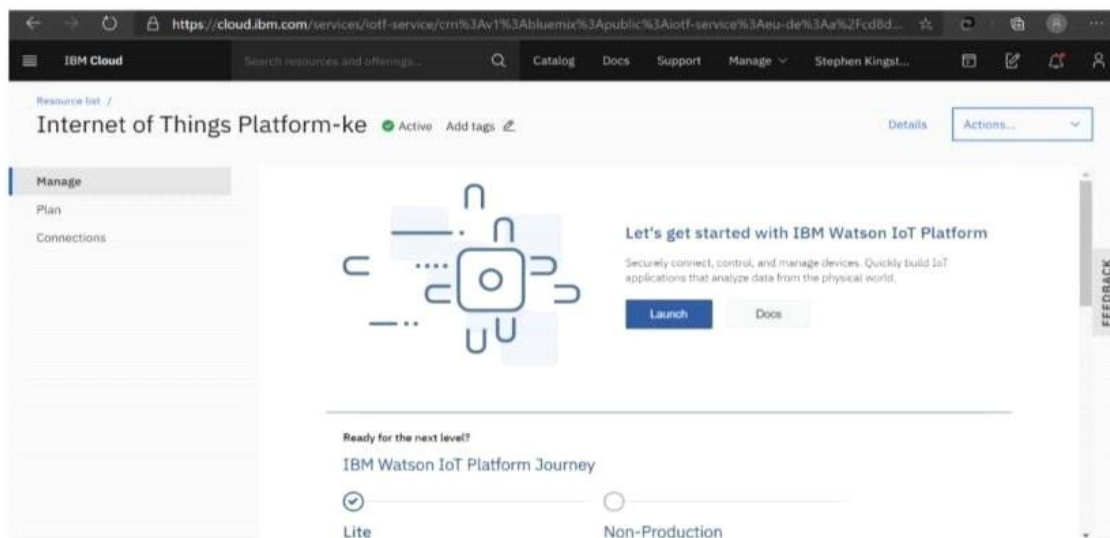 https://cloud.ibm.com/services/iotf-service/crn%3Av1%3Abluemix%3Apublic%3Aiotf-service%3Aeu-de%3Aa%2Fcd8d...
IBM Cloud Search resources and offerings... Catalog Docs Support Manage Stephen Kingst...
Resource list /
Internet of Things Platform-ke Active Add tags Details Actions...
Manage
Plan
Connections
Let's get started with IBM Watson IoT Platform
Securely connect, control, and manage devices. Quickly build IoT
applications that analyze data from the physical world.
Launch Docs
FEEDBACK
Ready for the next level?
IBM Watson IoT Platform Journey
Lite Non-Production